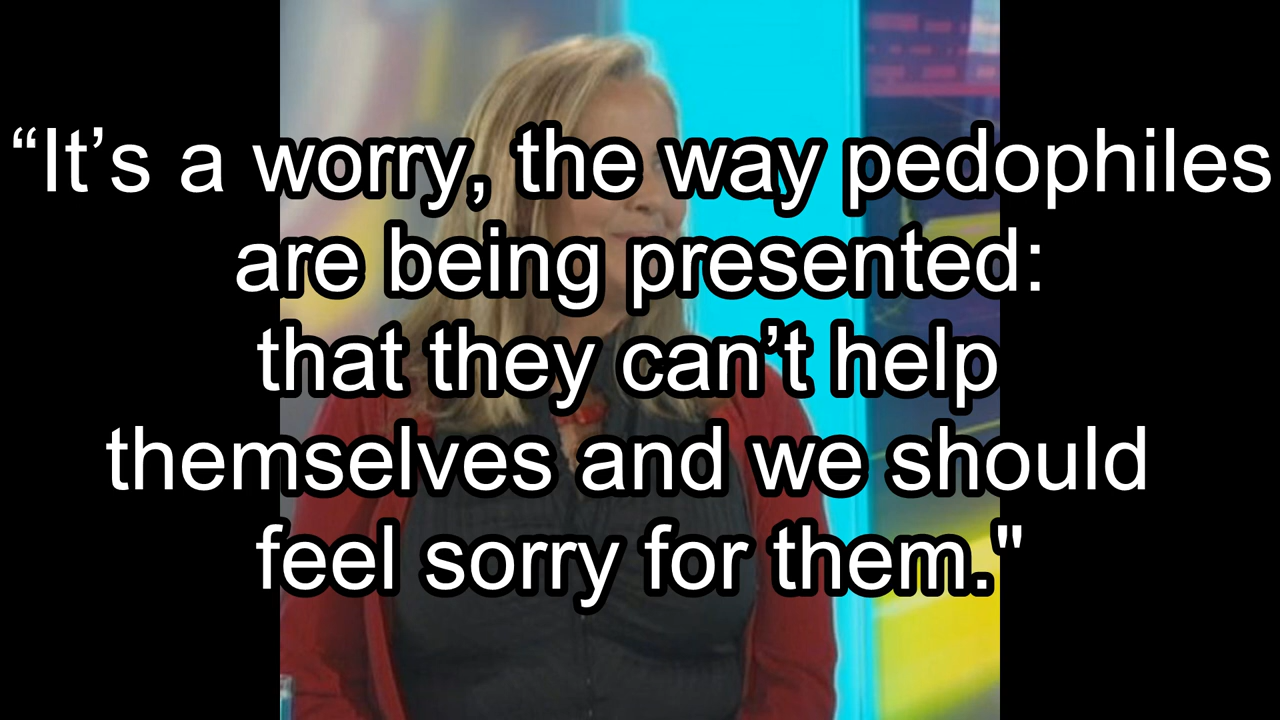 “It’s a worry, the way pedophiles
are being presented:
that they can’t help
themselves and we should
feel sorry for them."